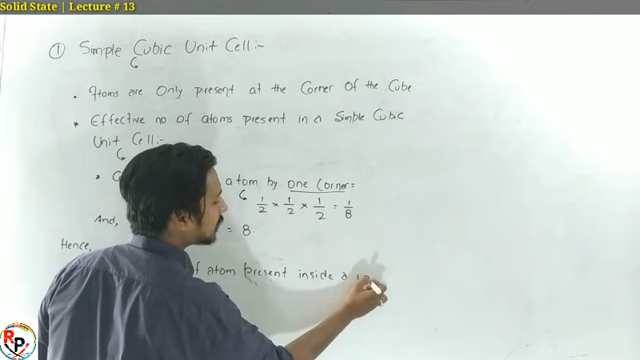 Solid State | Lecture # 13
① Simple Cubic Unit Cell:-
• Atoms are Only present at the Corner Of the Cube
* Effective no. of atoms present in a Simple Cubic
Unit Cell:-
* atom by one Corner =
1/2 × 1/2 × 1/2 = 1/8
And,
= 8.
Hence,
of atom present inside a
RP